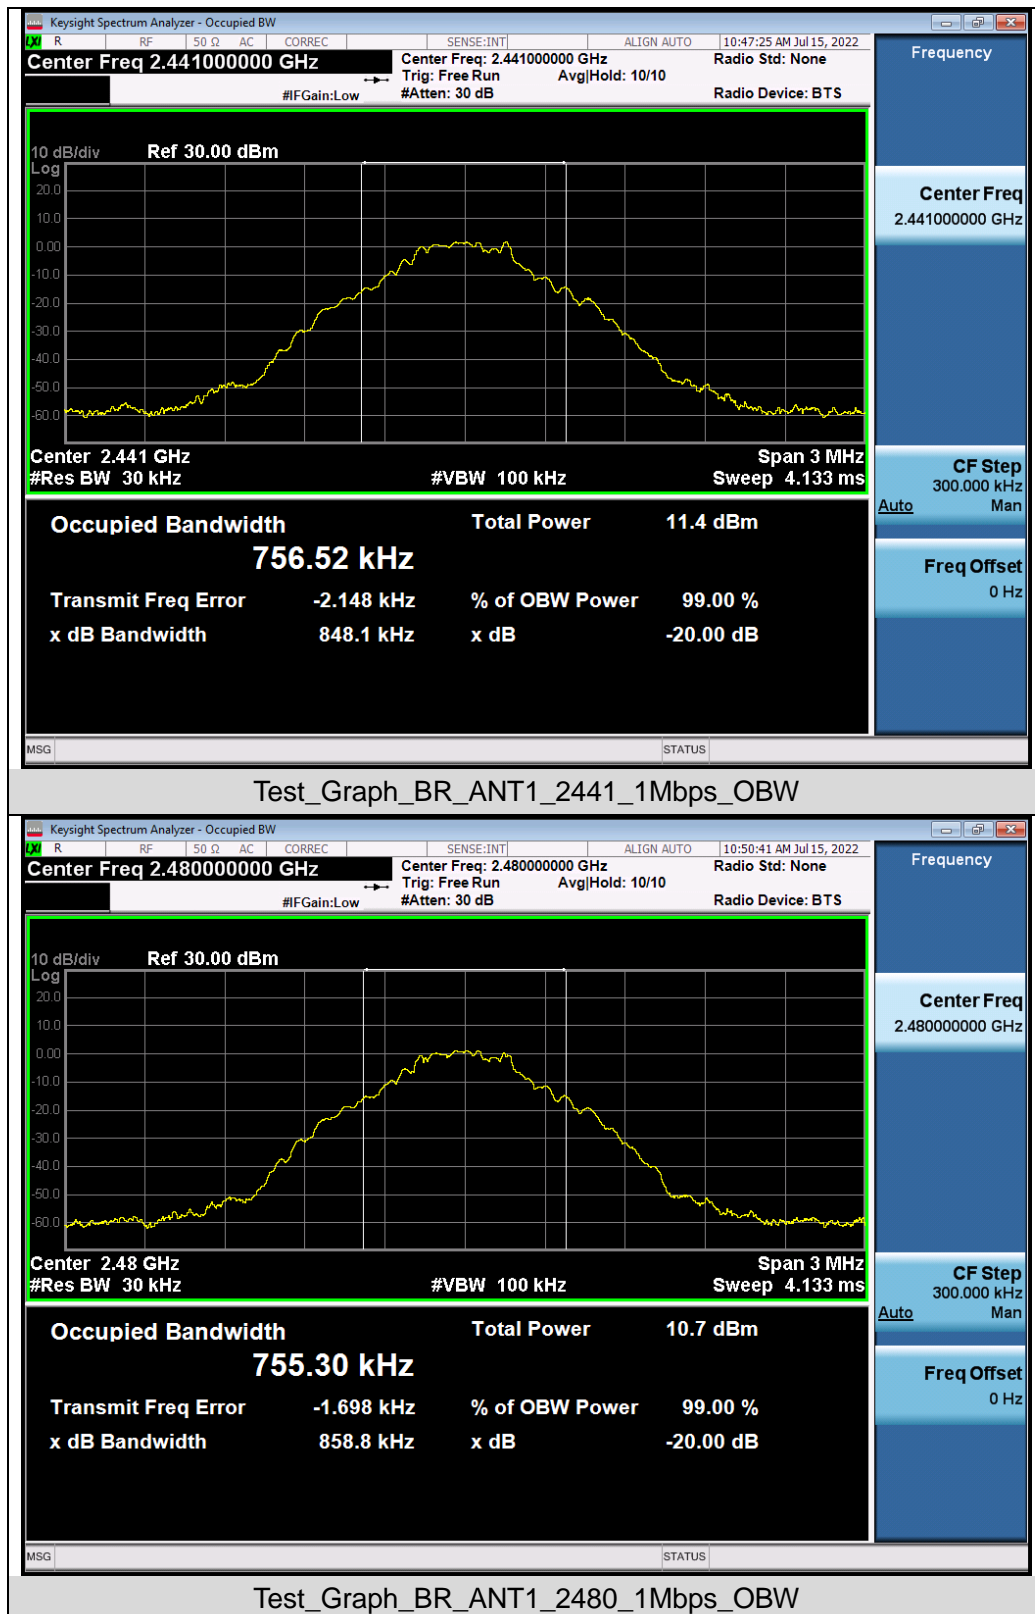 Keysight Spectrum Analyzer - Occupied BW
LXI R RF 50 Ω AC CORREC SENSE:INT ALIGN AUTO 10:47:25 AM Jul 15, 2022
Center Freq 2.441000000 GHz
Center Freq: 2.441000000 GHz Radio Std: None
Trig: Free Run Avg|Hold: 10/10
#IFGain:Low #Atten: 30 dB Radio Device: BTS
10 dB/div Ref 30.00 dBm
Log
20.0
10.0
0.00
-10.0
-20.0
-30.0
-40.0
-50.0
-60.0
Center 2.441 GHz Span 3 MHz
#Res BW 30 kHz #VBW 100 kHz Sweep 4.133 ms
Occupied Bandwidth Total Power 11.4 dBm
756.52 kHz
Transmit Freq Error -2.148 kHz % of OBW Power 99.00 %
x dB Bandwidth 848.1 kHz x dB -20.00 dB
MSG STATUS
Frequency
Center Freq
2.441000000 GHz
CF Step
300.000 kHz
Auto Man
Freq Offset
0 Hz
Test_Graph_BR_ANT1_2441_1Mbps_OBW
Keysight Spectrum Analyzer - Occupied BW
LXI R RF 50 Ω AC CORREC SENSE:INT ALIGN AUTO 10:50:41 AM Jul 15, 2022
Center Freq 2.480000000 GHz
Center Freq: 2.480000000 GHz Radio Std: None
Trig: Free Run Avg|Hold: 10/10
#IFGain:Low #Atten: 30 dB Radio Device: BTS
10 dB/div Ref 30.00 dBm
Log
20.0
10.0
0.00
-10.0
-20.0
-30.0
-40.0
-50.0
-60.0
Center 2.48 GHz Span 3 MHz
#Res BW 30 kHz #VBW 100 kHz Sweep 4.133 ms
Occupied Bandwidth Total Power 10.7 dBm
755.30 kHz
Transmit Freq Error -1.698 kHz % of OBW Power 99.00 %
x dB Bandwidth 858.8 kHz x dB -20.00 dB
MSG STATUS
Frequency
Center Freq
2.480000000 GHz
CF Step
300.000 kHz
Auto Man
Freq Offset
0 Hz
Test_Graph_BR_ANT1_2480_1Mbps_OBW